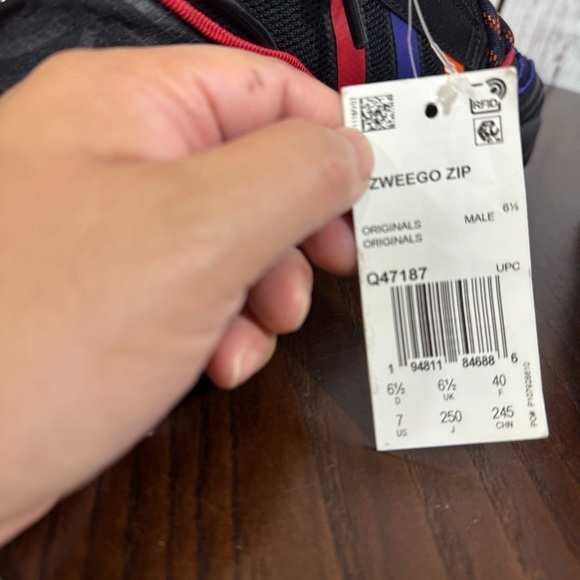 RFID
ZWEEGO ZIP
6½
ORIGINALS MALE
ORIGINALS
Q47187 UPC
1 94811 84688 6
6½ 6½ 40
D UK F
7 250 245
US J CHN
PO#